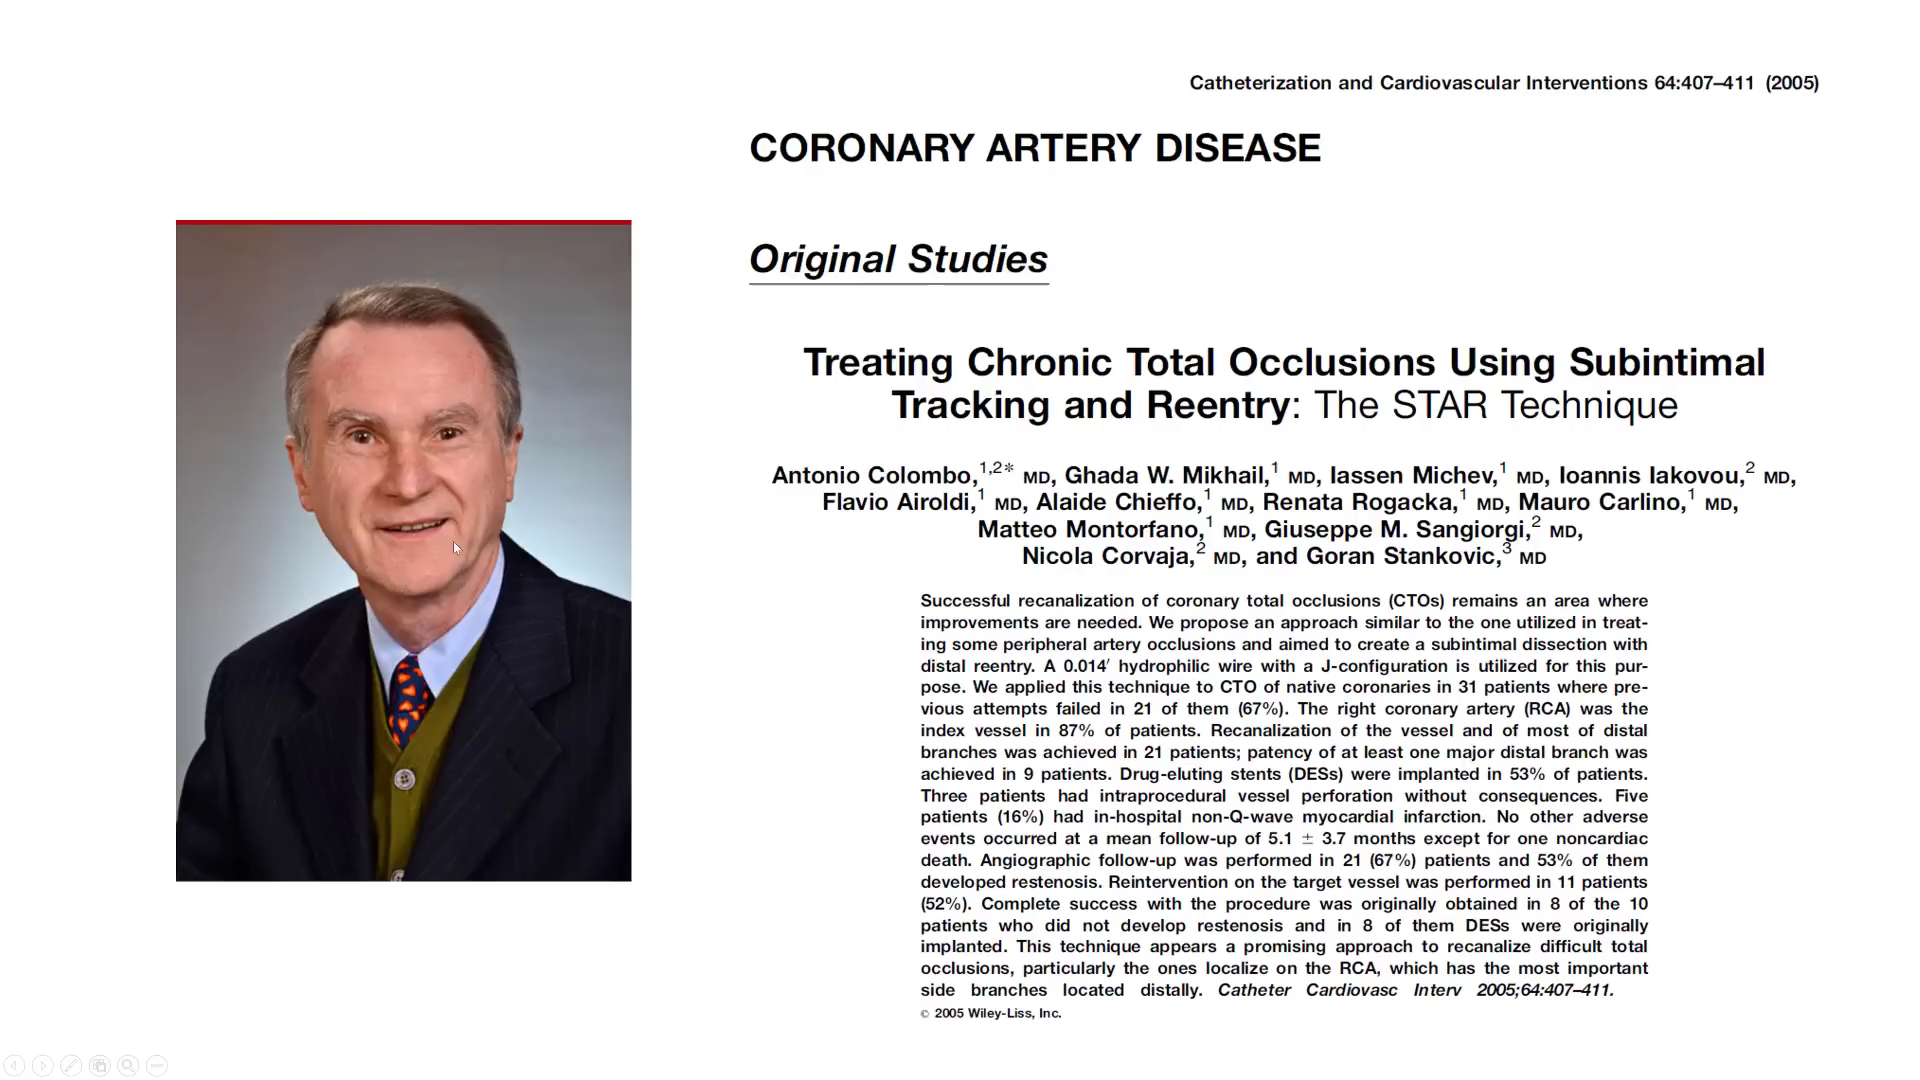 Catheterization and Cardiovascular Interventions 64:407–411 (2005)
CORONARY ARTERY DISEASE
Original Studies
Treating Chronic Total Occlusions Using Subintimal
Tracking and Reentry: The STAR Technique
Antonio Colombo,1,2* MD, Ghada W. Mikhail,1 MD, Iassen Michev,1 MD, Ioannis Iakovou,2 MD,
Flavio Airoldi,1 MD, Alaide Chieffo,1 MD, Renata Rogacka,1 MD, Mauro Carlino,1 MD,
Matteo Montorfano,1 MD, Giuseppe M. Sangiorgi,2 MD,
Nicola Corvaja,2 MD, and Goran Stankovic,3 MD
Successful recanalization of coronary total occlusions (CTOs) remains an area where
improvements are needed. We propose an approach similar to the one utilized in treat-
ing some peripheral artery occlusions and aimed to create a subintimal dissection with
distal reentry. A 0.014′ hydrophilic wire with a J-configuration is utilized for this pur-
pose. We applied this technique to CTO of native coronaries in 31 patients where pre-
vious attempts failed in 21 of them (67%). The right coronary artery (RCA) was the
index vessel in 87% of patients. Recanalization of the vessel and of most of distal
branches was achieved in 21 patients; patency of at least one major distal branch was
achieved in 9 patients. Drug-eluting stents (DESs) were implanted in 53% of patients.
Three patients had intraprocedural vessel perforation without consequences. Five
patients (16%) had in-hospital non-Q-wave myocardial infarction. No other adverse
events occurred at a mean follow-up of 5.1 ± 3.7 months except for one noncardiac
death. Angiographic follow-up was performed in 21 (67%) patients and 53% of them
developed restenosis. Reintervention on the target vessel was performed in 11 patients
(52%). Complete success with the procedure was originally obtained in 8 of the 10
patients who did not develop restenosis and in 8 of them DESs were originally
implanted. This technique appears a promising approach to recanalize difficult total
occlusions, particularly the ones localize on the RCA, which has the most important
side branches located distally. Catheter Cardiovasc Interv 2005;64:407–411.
© 2005 Wiley-Liss, Inc.